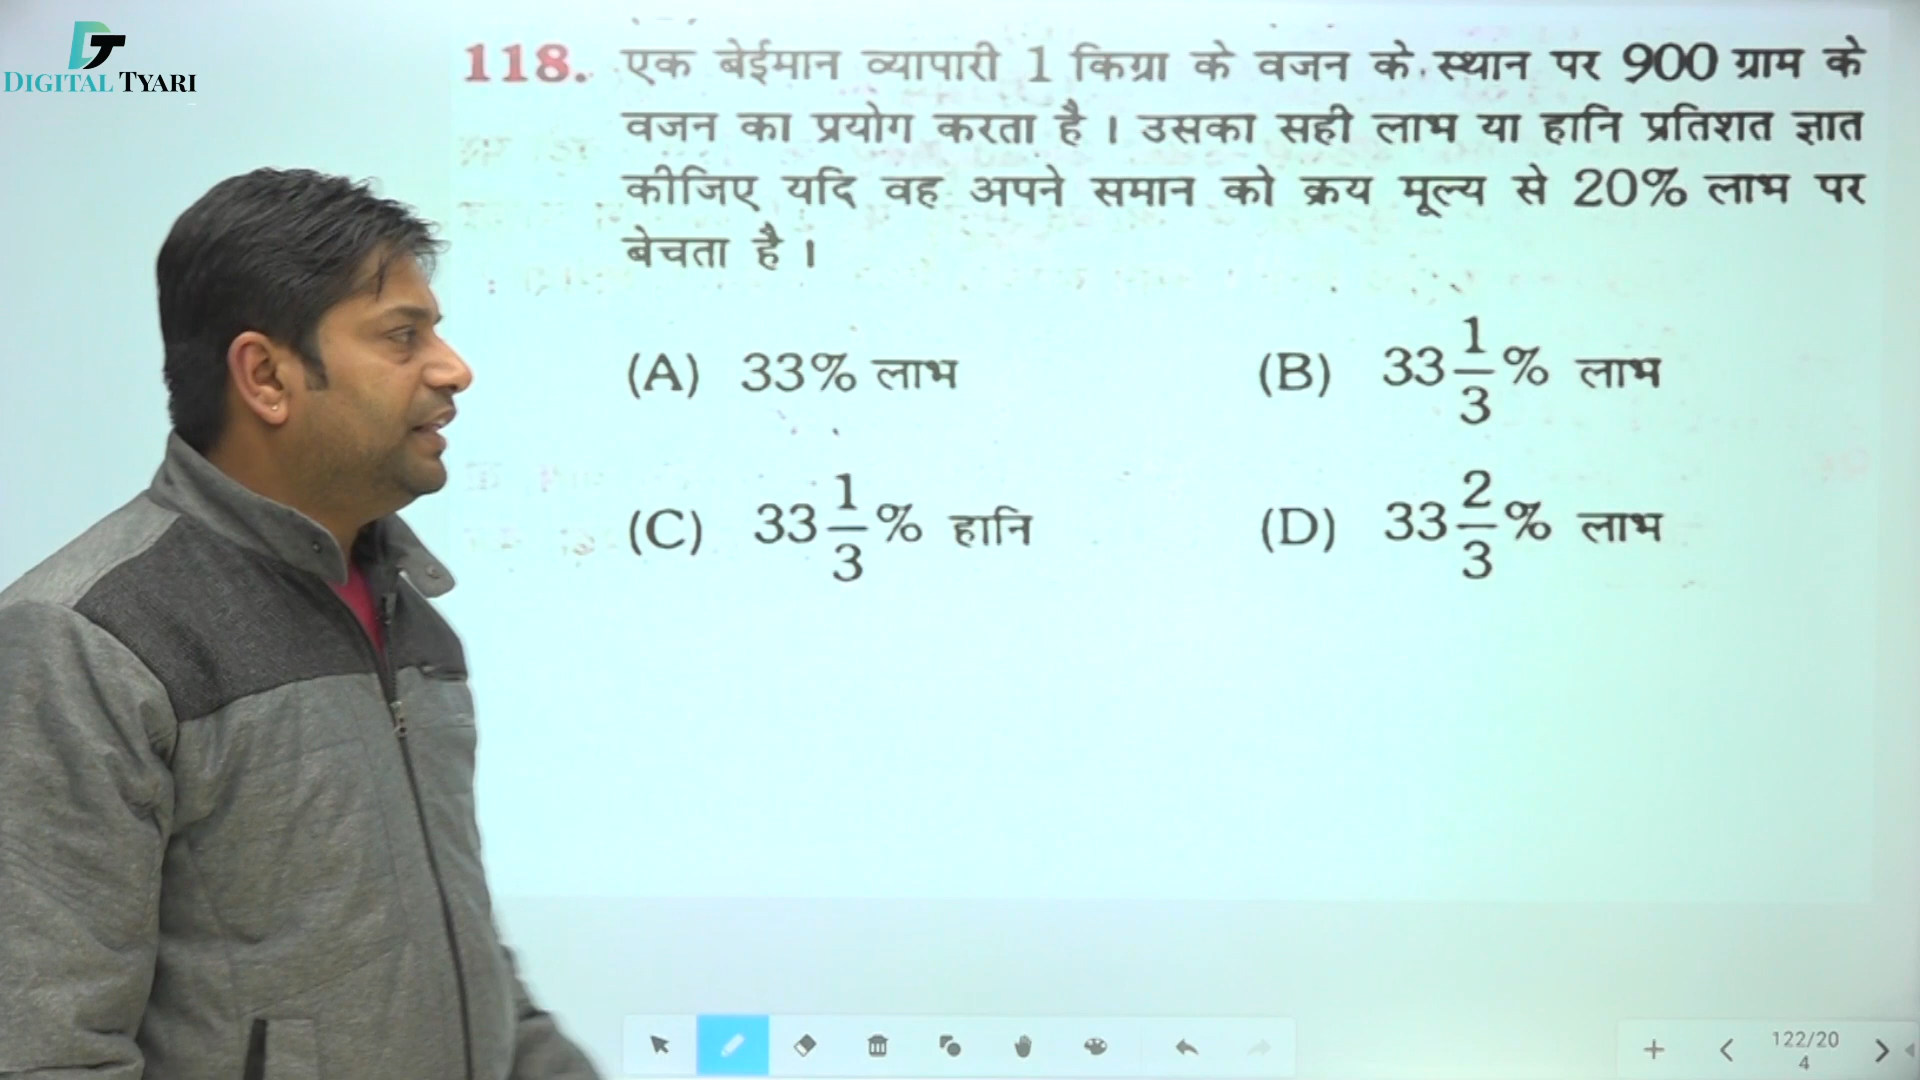 DIGITAL TYARI
118. एक बेईमान व्यापारी 1 किग्रा के वजन के स्थान पर 900 ग्राम के
वजन का प्रयोग करता है । उसका सही लाभ या हानि प्रतिशत ज्ञात
कीजिए यदि वह अपने समान को क्रय मूल्य से 20% लाभ पर
बेचता है ।
(A) 33% लाभ (B) 33 1/3 % लाभ
(C) 33 1/3 % हानि (D) 33 2/3 % लाभ
122/20
4